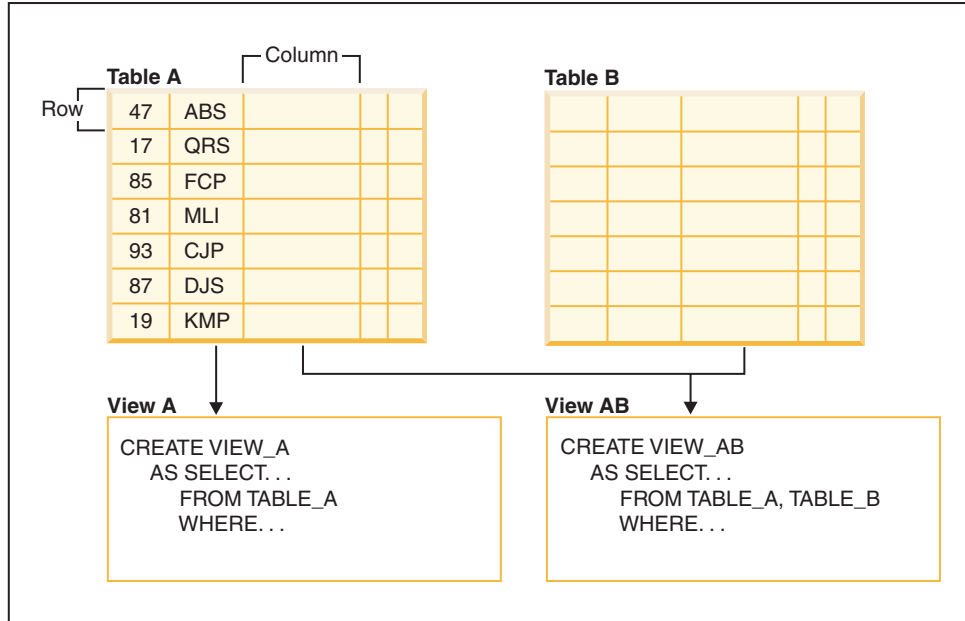 Column
Table A
Table B
Row
47 ABS
17 QRS
85 FCP
81 MLI
93 CJP
87 DJS
19 KMP
View A
CREATE VIEW_A
AS SELECT. . .
FROM TABLE_A
WHERE. . .
View AB
CREATE VIEW_AB
AS SELECT. . .
FROM TABLE_A, TABLE_B
WHERE. . .